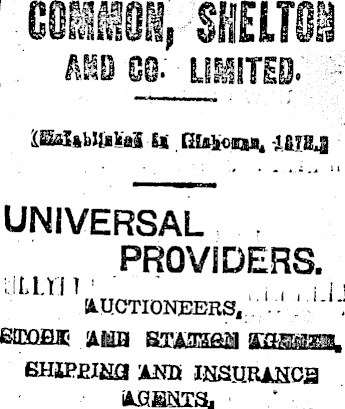 COMMON, SHELTON
AND CO. LIMITED.
(Established in Gisborne, 1878.)
UNIVERSAL
PROVIDERS.
AUCTIONEERS,
STOCK AND STATION AGENTS,
SHIPPING AND INSURANCE
AGENTS,